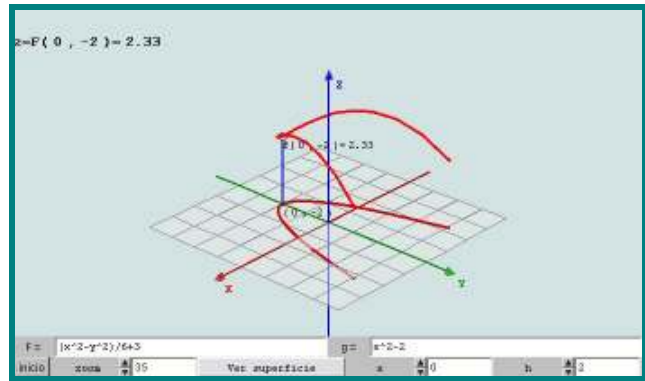 z=F( 0 , -2 )= 2.33
Z
F( 0 , -2 )=2.33
( 0 , -2 )
X
Y
F= (x^2-y^2)/6+3 g= x^2-2
inicio zoom 35 Ver superficie a 0 h 2